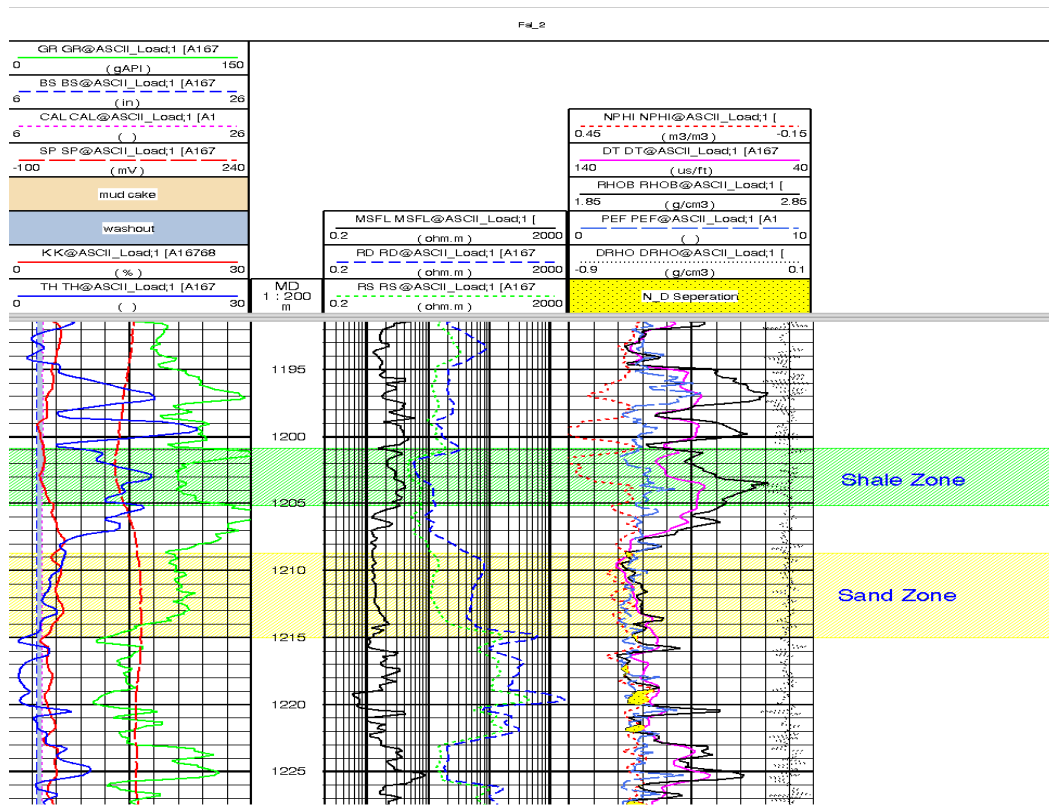 Fal_2
GR GR@ASCII_Load;1 [A167
0 (gAPI) 150
BS BS@ASCII_Load;1 [A167
6 (in) 26
CAL CAL@ASCII_Load;1 [A1
6 ( ) 26
SP SP@ASCII_Load;1 [A167
-100 (mV) 240
mud cake
washout
KK@ASCII_Load;1 [A16768
0 (%) 30
TH TH@ASCII_Load;1 [A167
0 ( ) 30
MD
1 : 200
m
MSFL MSFL@ASCII_Load;1 [
0.2 (ohm.m) 2000
RD RD@ASCII_Load;1 [A167
0.2 (ohm.m) 2000
RS RS@ASCII_Load;1 [A167
0.2 (ohm.m) 2000
NPHI NPHI@ASCII_Load;1 [
0.45 (m3/m3) -0.15
DT DT@ASCII_Load;1 [A167
140 (us/ft) 40
RHOB RHOB@ASCII_Load;1 [
1.85 (g/cm3) 2.85
PEF PEF@ASCII_Load;1 [A1
0 ( ) 10
DRHO DRHO@ASCII_Load;1 [
-0.9 (g/cm3) 0.1
N_D Seperation
1195
1200
Shale Zone
1205
1210
Sand Zone
1215
1220
1225